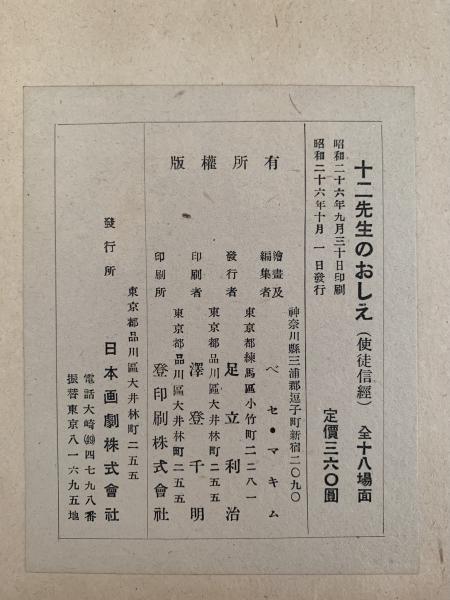 十二先生のおしえ（使徒信經）　全十八場面
定價三六〇圓
昭和二十六年九月三十日印刷
昭和二十六年十月　一日發行
有所權版
神奈川縣三浦郡逗子町新宿二〇九〇
繪畫及
編集者　ベセ・マキム
東京都練馬區小竹町二二八一
發行者　足立利治
東京都品川區大井林町二五五
印刷者　澤登千明
東京都品川區大井林町二五五
印刷所　登印刷株式會社
東京都品川區大井林町二五五
發行所　日本画劇株式會社
電話大崎(49)四七九八番
振替東京八一六九五地